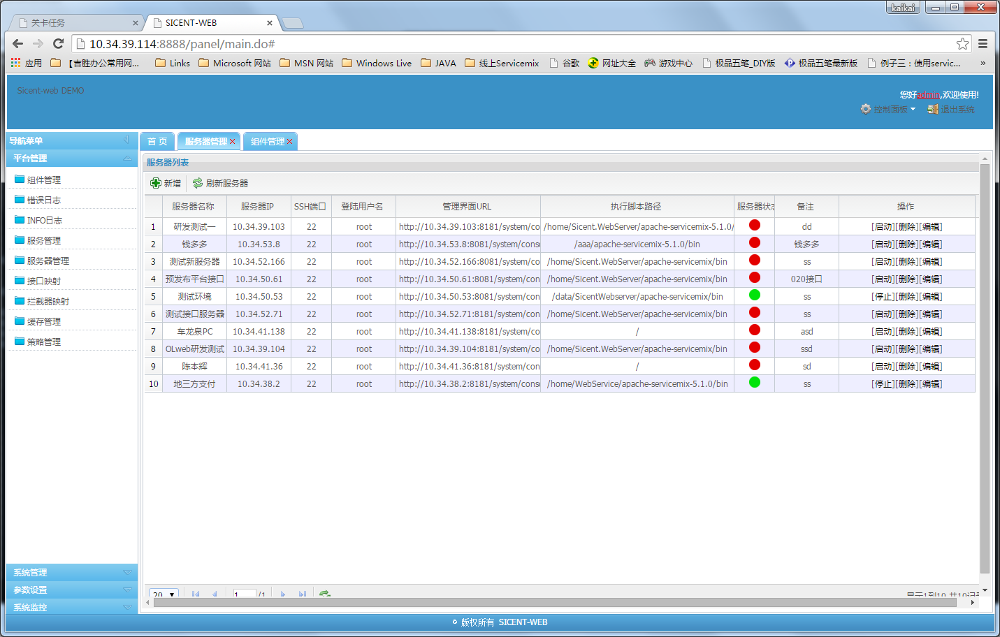 kaikai
关卡任务
SICENT-WEB
10.34.39.114:8888/panel/main.do#
应用 【吉胜办公常用网... Links Microsoft 网站 MSN 网站 Windows Live JAVA 线上Servicemix 谷歌 网址大全 游戏中心 极品五笔_DIY版 极品五笔最新版 例子三：使用servic... »
Sicent-web DEMO
您好admin,欢迎使用!
控制面板 退出系统
导航菜单
平台管理
组件管理
错误日志
INFO日志
服务管理
服务器管理
接口映射
拦截器映射
缓存管理
策略管理
系统管理
参数设置
系统监控
首 页 服务器管理 组件管理
服务器列表
新增 刷新服务器
服务器名称 服务器IP SSH端口 登陆用户名 管理界面URL 执行脚本路径 服务器状态 备注 操作
1 研发测试一 10.34.39.103 22 root http://10.34.39.103:8181/system/co /home/Sicent.WebServer/apache-servicemix-5.1.0/ dd [启动][删除][编辑]
2 钱多多 10.34.53.8 22 root http://10.34.53.8:8081/system/conso /aaa/apache-servicemix-5.1.0/bin 钱多多 [启动][删除][编辑]
3 测试新服务器 10.34.52.166 22 root http://10.34.52.166:8081/system/co /home/Sicent.WebServer/apache-servicemix/bin ss [启动][删除][编辑]
4 预发布平台接口 10.34.50.61 22 root http://10.34.50.61:8081/system/con /home/Sicent.WebServer/apache-servicemix/bin 020接口 [启动][删除][编辑]
5 测试环境 10.34.50.53 22 root http://10.34.50.53:8081/system/con /data/SicentWebserver/apache-servicemix/bin ss [停止][删除][编辑]
6 测试接口服务器 10.34.52.71 22 root http://10.34.52.71:8181/system/con /home/Sicent.WebServer/apache-servicemix/bin ss [启动][删除][编辑]
7 车龙泉PC 10.34.41.138 22 root http://10.34.41.138:8181/system/co / asd [启动][删除][编辑]
8 OLweb研发测试 10.34.39.104 22 root http://10.34.39.104:8181/system/co /home/Sicent.WebServer/apache-servicemix/bin ssd [启动][删除][编辑]
9 陈本辉 10.34.41.36 22 root http://10.34.41.36:8181/system/con / sd [启动][删除][编辑]
10 地三方支付 10.34.38.2 22 root http://10.34.38.2:8181/system/conso /home/WebService/apache-servicemix-5.1.0/bin ss [停止][删除][编辑]
20 1 /1 显示1到10,共10记录
© 版权所有 SICENT-WEB